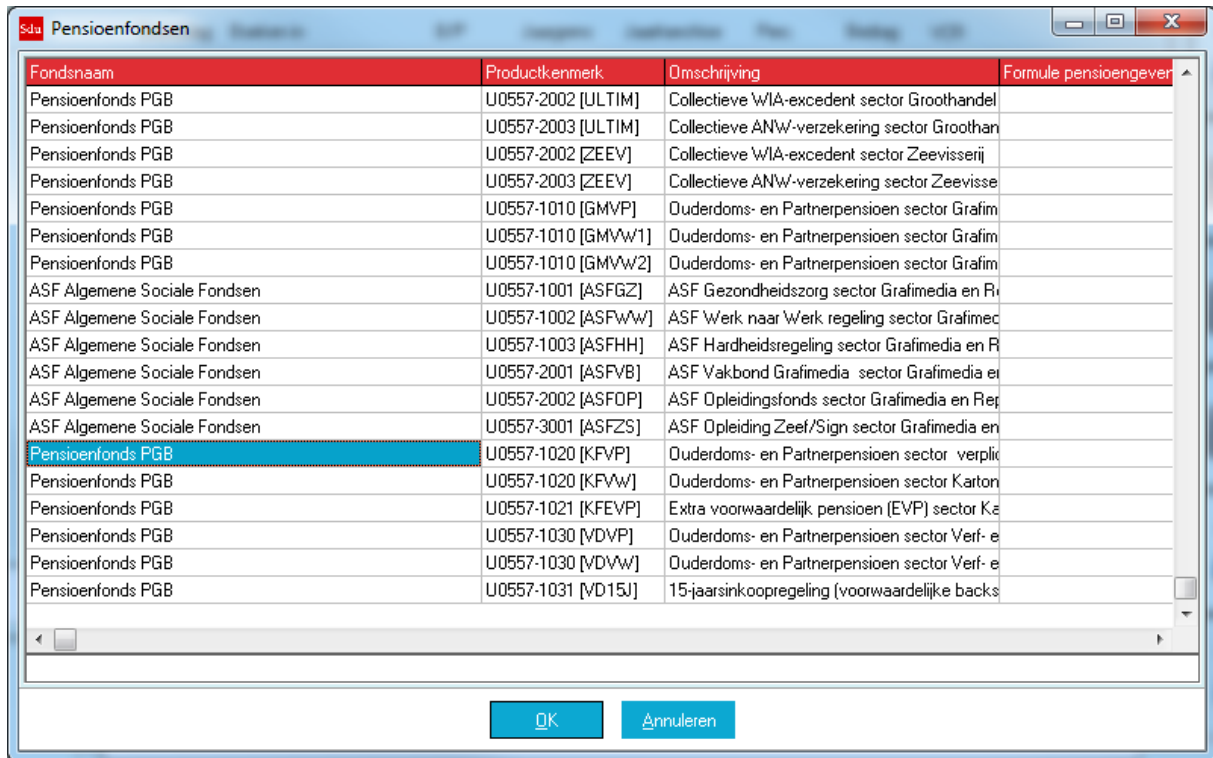 Sdu Pensioenfondsen
Fondsnaam Productkenmerk Omschrijving Formule pensioengeven
Pensioenfonds PGB U0557-2002 [ULTIM] Collectieve WIA-excedent sector Groothandel
Pensioenfonds PGB U0557-2003 [ULTIM] Collectieve ANW-verzekering sector Groothan
Pensioenfonds PGB U0557-2002 [ZEEV] Collectieve WIA-excedent sector Zeevisserij
Pensioenfonds PGB U0557-2003 [ZEEV] Collectieve ANW-verzekering sector Zeevisse
Pensioenfonds PGB U0557-1010 [GMVP] Ouderdoms- en Partnerpensioen sector Grafim
Pensioenfonds PGB U0557-1010 [GMVW1] Ouderdoms- en Partnerpensioen sector Grafim
Pensioenfonds PGB U0557-1010 [GMVW2] Ouderdoms- en Partnerpensioen sector Grafim
ASF Algemene Sociale Fondsen U0557-1001 [ASFGZ] ASF Gezondheidszorg sector Grafimedia en Re
ASF Algemene Sociale Fondsen U0557-1002 [ASFWW] ASF Werk naar Werk regeling sector Grafimed
ASF Algemene Sociale Fondsen U0557-1003 [ASFHH] ASF Hardheidsregeling sector Grafimedia en R
ASF Algemene Sociale Fondsen U0557-2001 [ASFVB] ASF Vakbond Grafimedia sector Grafimedia en
ASF Algemene Sociale Fondsen U0557-2002 [ASFOP] ASF Opleidingsfonds sector Grafimedia en Rep
ASF Algemene Sociale Fondsen U0557-3001 [ASFZS] ASF Opleiding Zeef/Sign sector Grafimedia en
Pensioenfonds PGB U0557-1020 [KFVP] Ouderdoms- en Partnerpensioen sector verplic
Pensioenfonds PGB U0557-1020 [KFVW] Ouderdoms- en Partnerpensioen sector Karton
Pensioenfonds PGB U0557-1021 [KFEVP] Extra voorwaardelijk pensioen (EVP) sector Ka
Pensioenfonds PGB U0557-1030 [VDVP] Ouderdoms- en Partnerpensioen sector Verf- e
Pensioenfonds PGB U0557-1030 [VDVW] Ouderdoms- en Partnerpensioen sector Verf- e
Pensioenfonds PGB U0557-1031 [VD15J] 15-jaarsinkoopregeling (voorwaardelijke backs
OK Annuleren